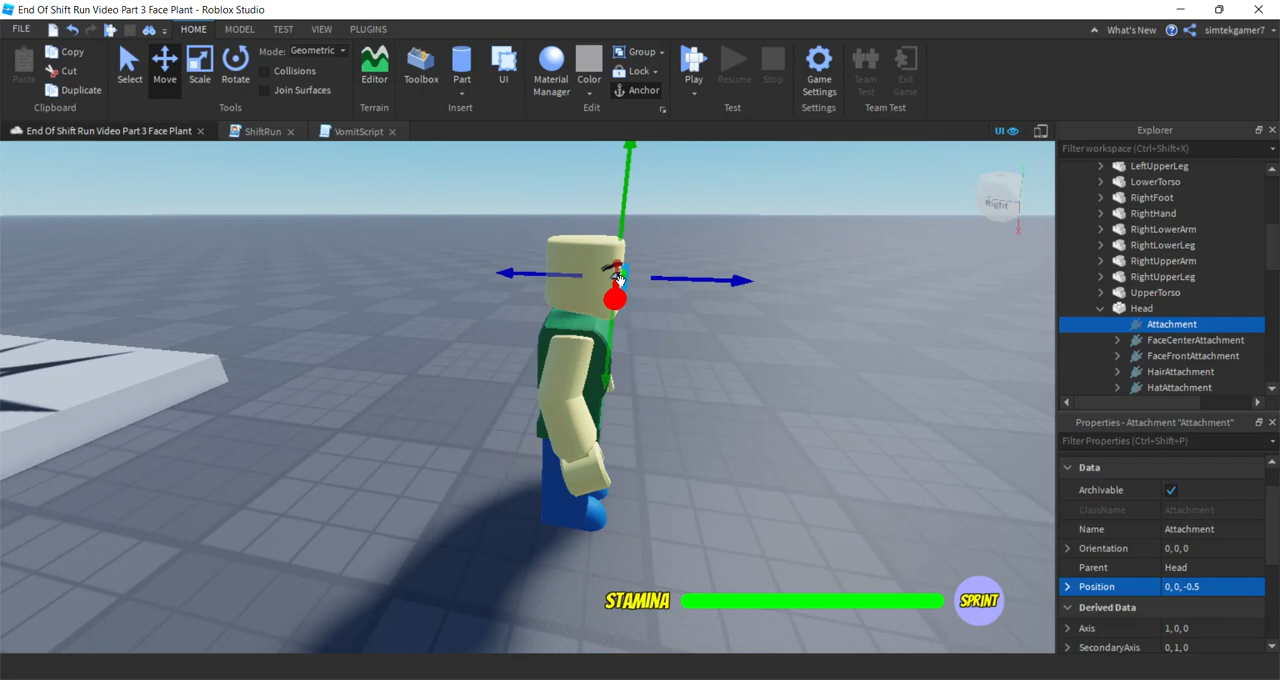 End Of Shift Run Video Part 3 Face Plant - Roblox Studio
FILE HOME MODEL TEST VIEW PLUGINS What's New simtekgamer7
Paste Copy Cut Duplicate Clipboard
Select Move Scale Rotate Mode: Geometric Collisions Join Surfaces Tools
Editor Terrain
Toolbox Part UI Insert
Material Manager Color Group Lock Anchor Edit
Play Resume Stop Test
Game Settings Settings
Team Test Exit Game Team Test
End Of Shift Run Video Part 3 Face Plant ShiftRun VomitScript UI
Right
STAMINA SPRINT
Explorer
Filter workspace (Ctrl+Shift+X)
LeftUpperLeg
LowerTorso
RightFoot
RightHand
RightLowerArm
RightLowerLeg
RightUpperArm
RightUpperLeg
UpperTorso
Head
Attachment
FaceCenterAttachment
FaceFrontAttachment
HairAttachment
HatAttachment
Properties - Attachment "Attachment"
Filter Properties (Ctrl+Shift+P)
Data
Archivable
ClassName Attachment
Name Attachment
Orientation 0,0,0
Parent Head
Position 0,0,-0.5
Derived Data
Axis 1,0,0
SecondaryAxis 0,1,0